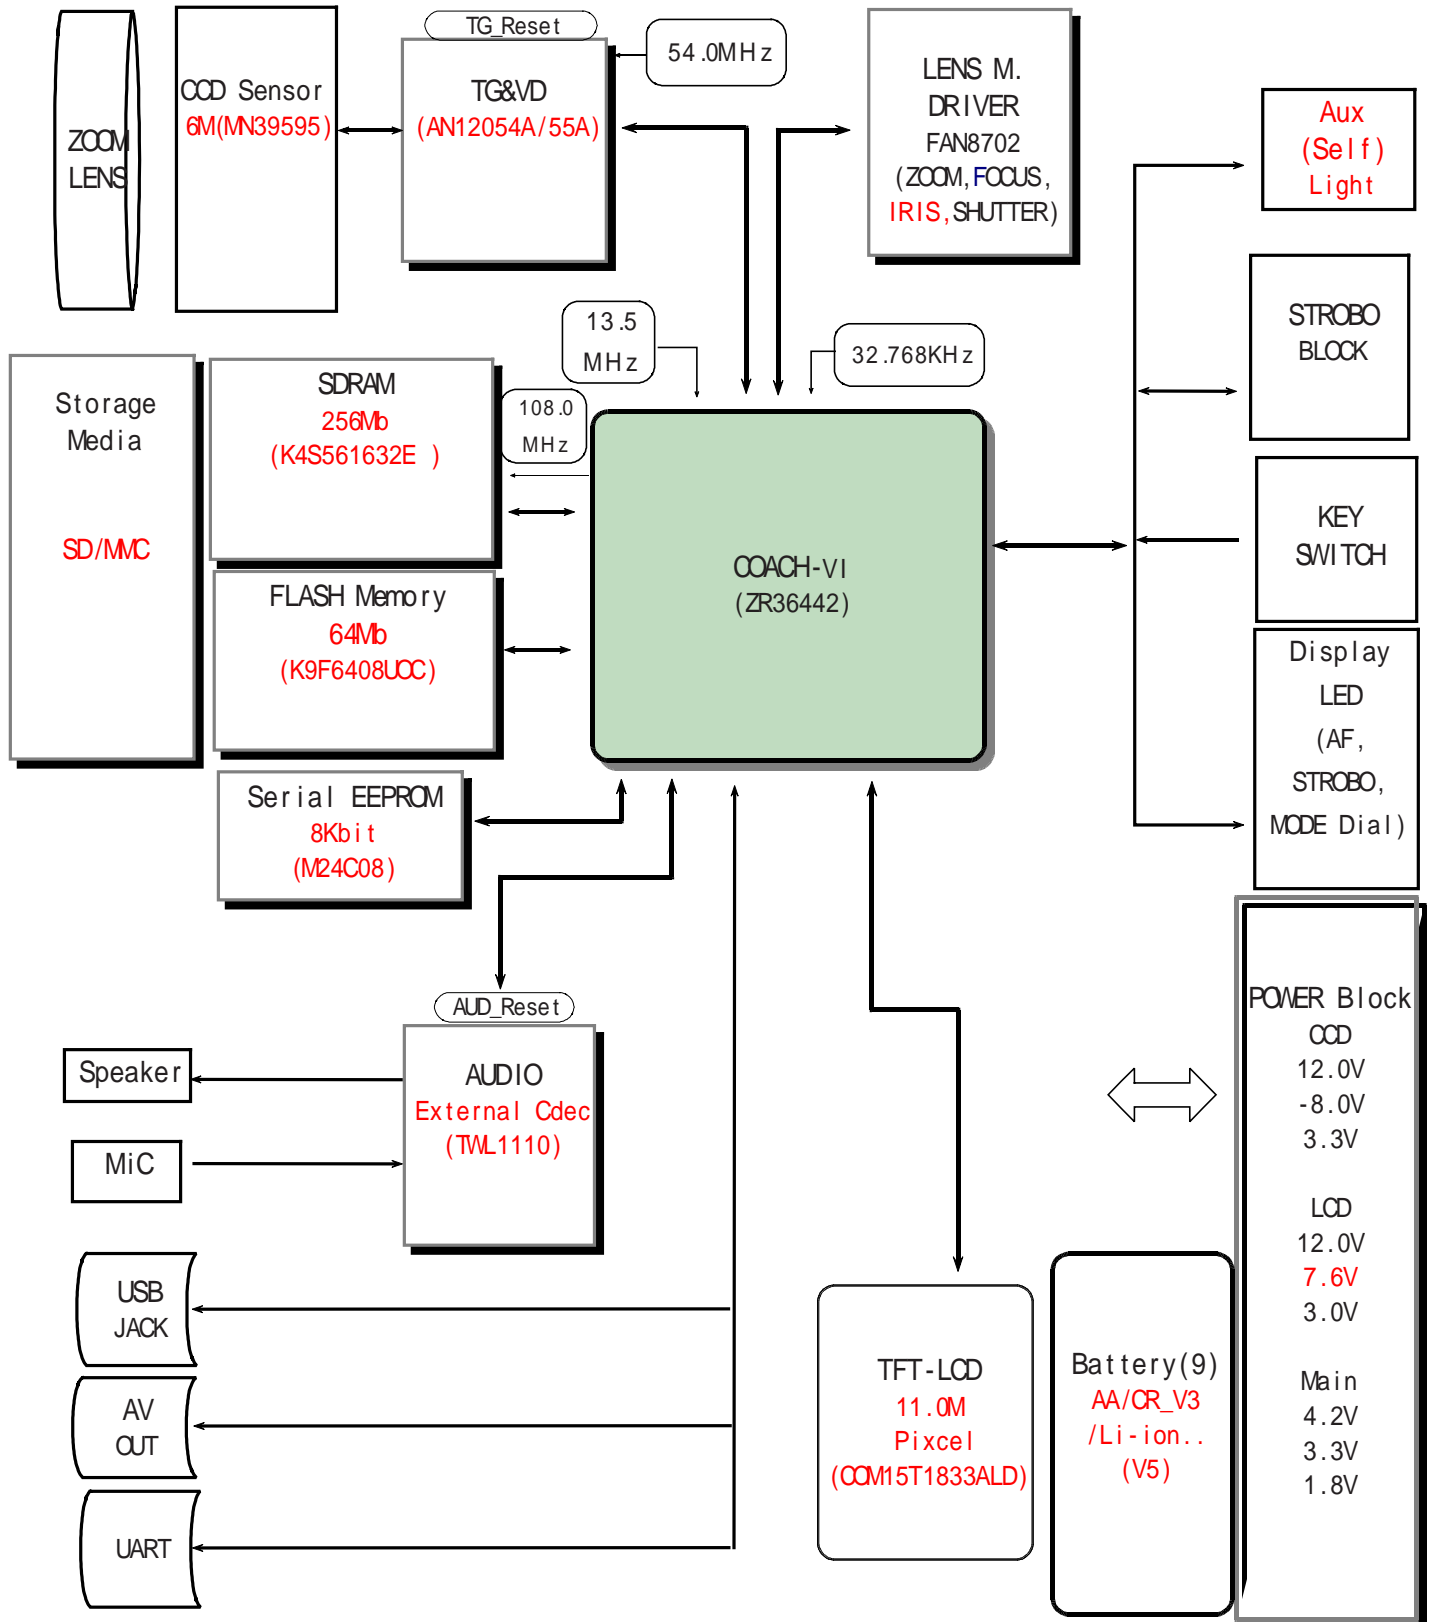 TG_Reset
54.0MHz
ZOOM
LENS
CCD Sensor
6M(MN39595)
TG&VD
(AN12054A/55A)
LENS M.
DRIVER
FAN8702
(ZOOM, FOCUS,
IRIS, SHUTTER)
Aux
(Self)
Light
STROBO
BLOCK
13.5
MHz
32.768KHz
Storage
Media
SD/MMC
SDRAM
256Mb
(K4S561632E )
108.0
MHz
FLASH Memory
64Mb
(K9F6408UOC)
COACH-VI
(ZR36442)
KEY
SWITCH
Display
LED
(AF,
STROBO,
MODE Dial)
Serial EEPROM
8Kbit
(M24C08)
AUD_Reset
AUDIO
External Cdec
(TWL1110)
Speaker
MiC
USB
JACK
AV
OUT
UART
TFT-LCD
11.0M
Pixcel
(COM15T1833ALD)
Battery(9)
AA/CR_V3
/Li-ion..
(V5)
POWER Block
CCD
12.0V
-8.0V
3.3V
LCD
12.0V
7.6V
3.0V
Main
4.2V
3.3V
1.8V